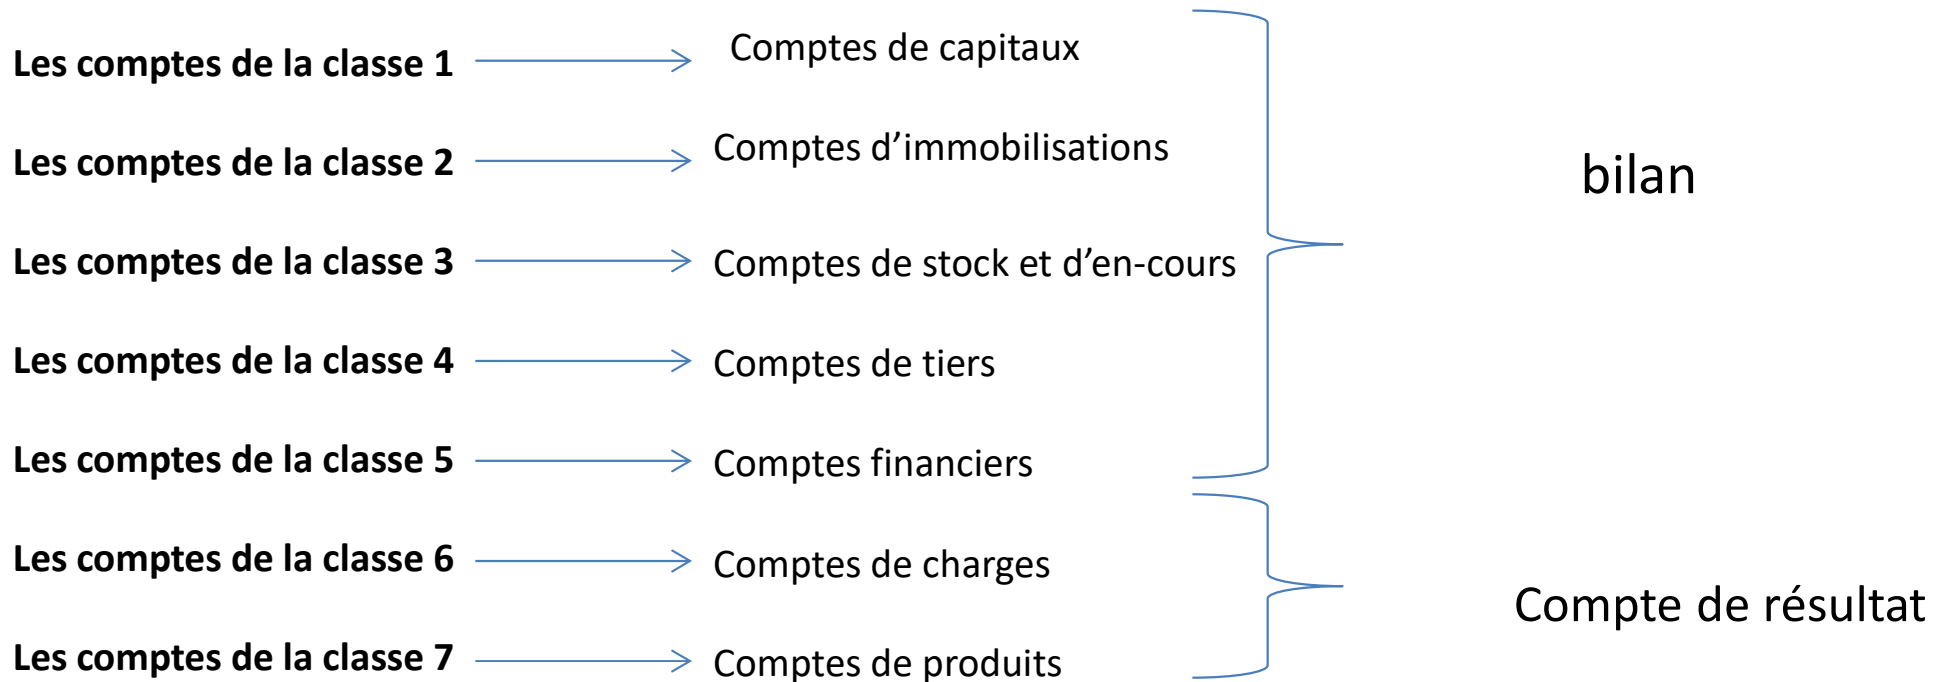 Les comptes de la classe 1
Comptes de capitaux
Les comptes de la classe 2
Comptes d’immobilisations
bilan
Les comptes de la classe 3
Comptes de stock et d’en-cours
Les comptes de la classe 4
Comptes de tiers
Les comptes de la classe 5
Comptes financiers
Les comptes de la classe 6
Comptes de charges
Compte de résultat
Les comptes de la classe 7
Comptes de produits